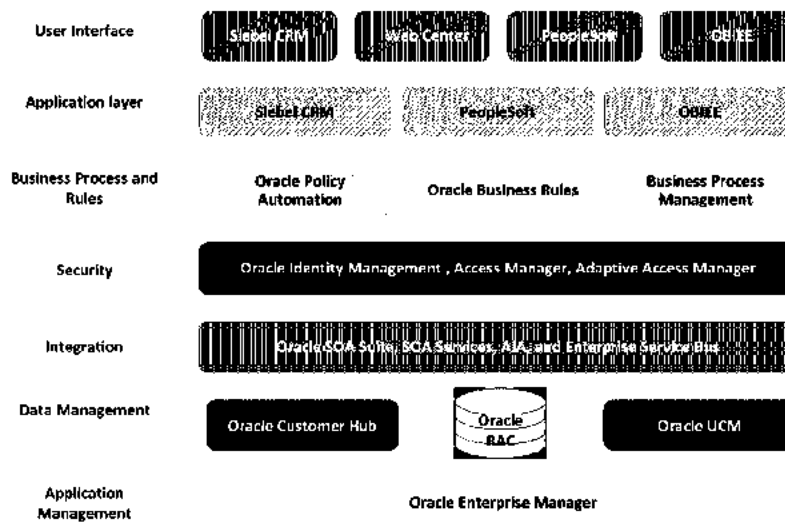 User Interface
Siebel CRM
Web Center
PeopleSoft
OBIEE
Application layer
Siebel CRM
PeopleSoft
OBIEE
Business Process and
Rules
Oracle Policy
Automation
Oracle Business Rules
Business Process
Management
Security
Oracle Identity Management , Access Manager, Adaptive Access Manager
Integration
Oracle SOA Suite, SOA Services, AIA, and Enterprise Service Bus
Data Management
Oracle Customer Hub
Oracle
RAC
Oracle UCM
Application
Management
Oracle Enterprise Manager